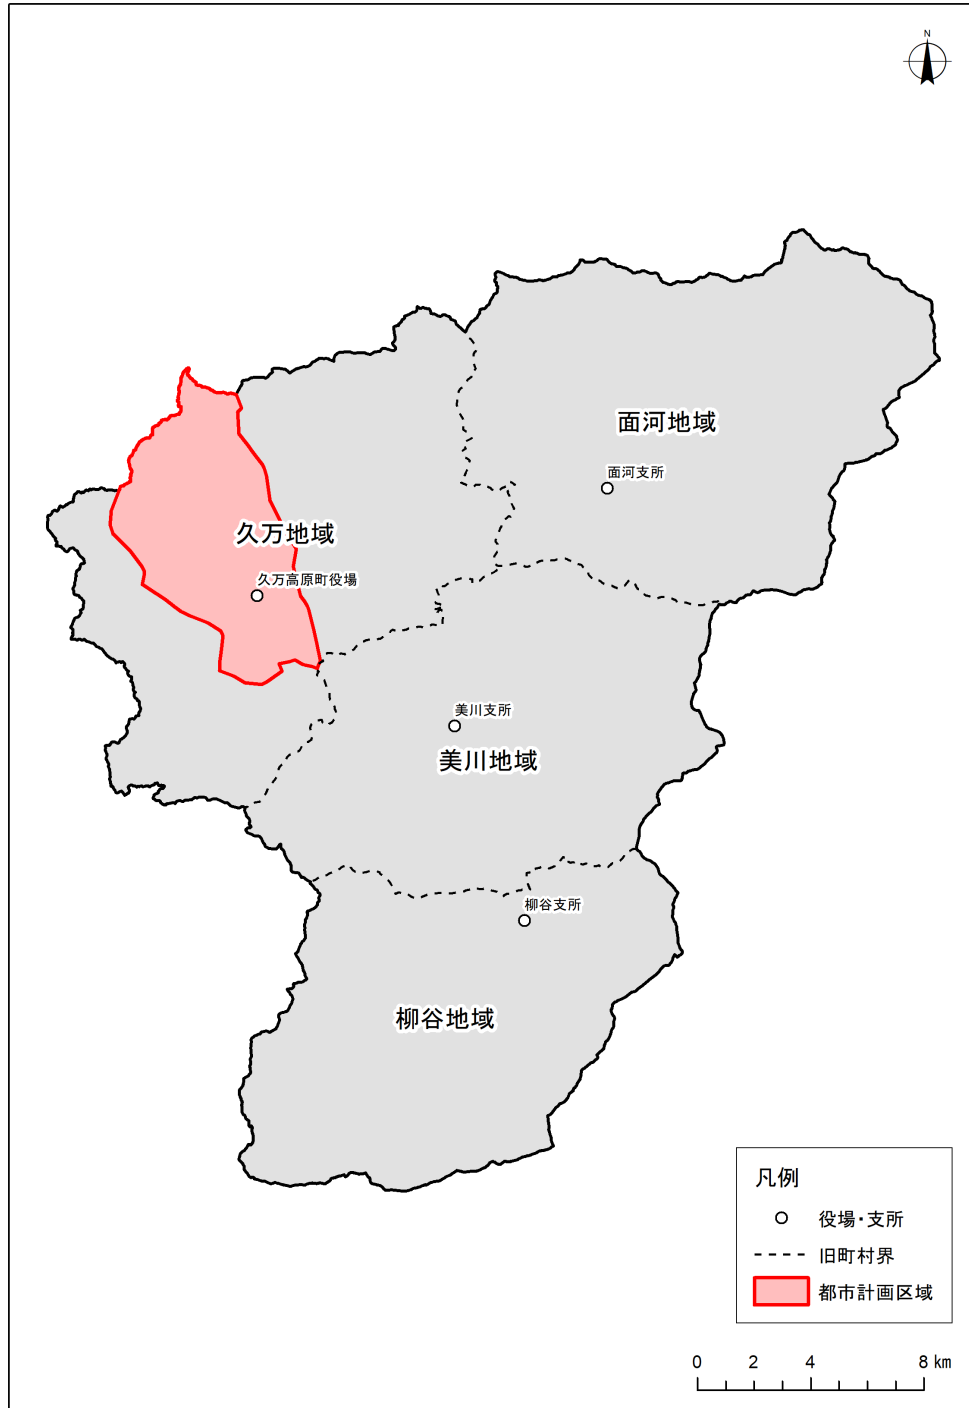 N
面河地域
面河支所
久万地域
久万高原町役場
美川支所
美川地域
柳谷支所
柳谷地域
凡例
役場・支所
旧町村界
都市計画区域
0 2 4 8 km